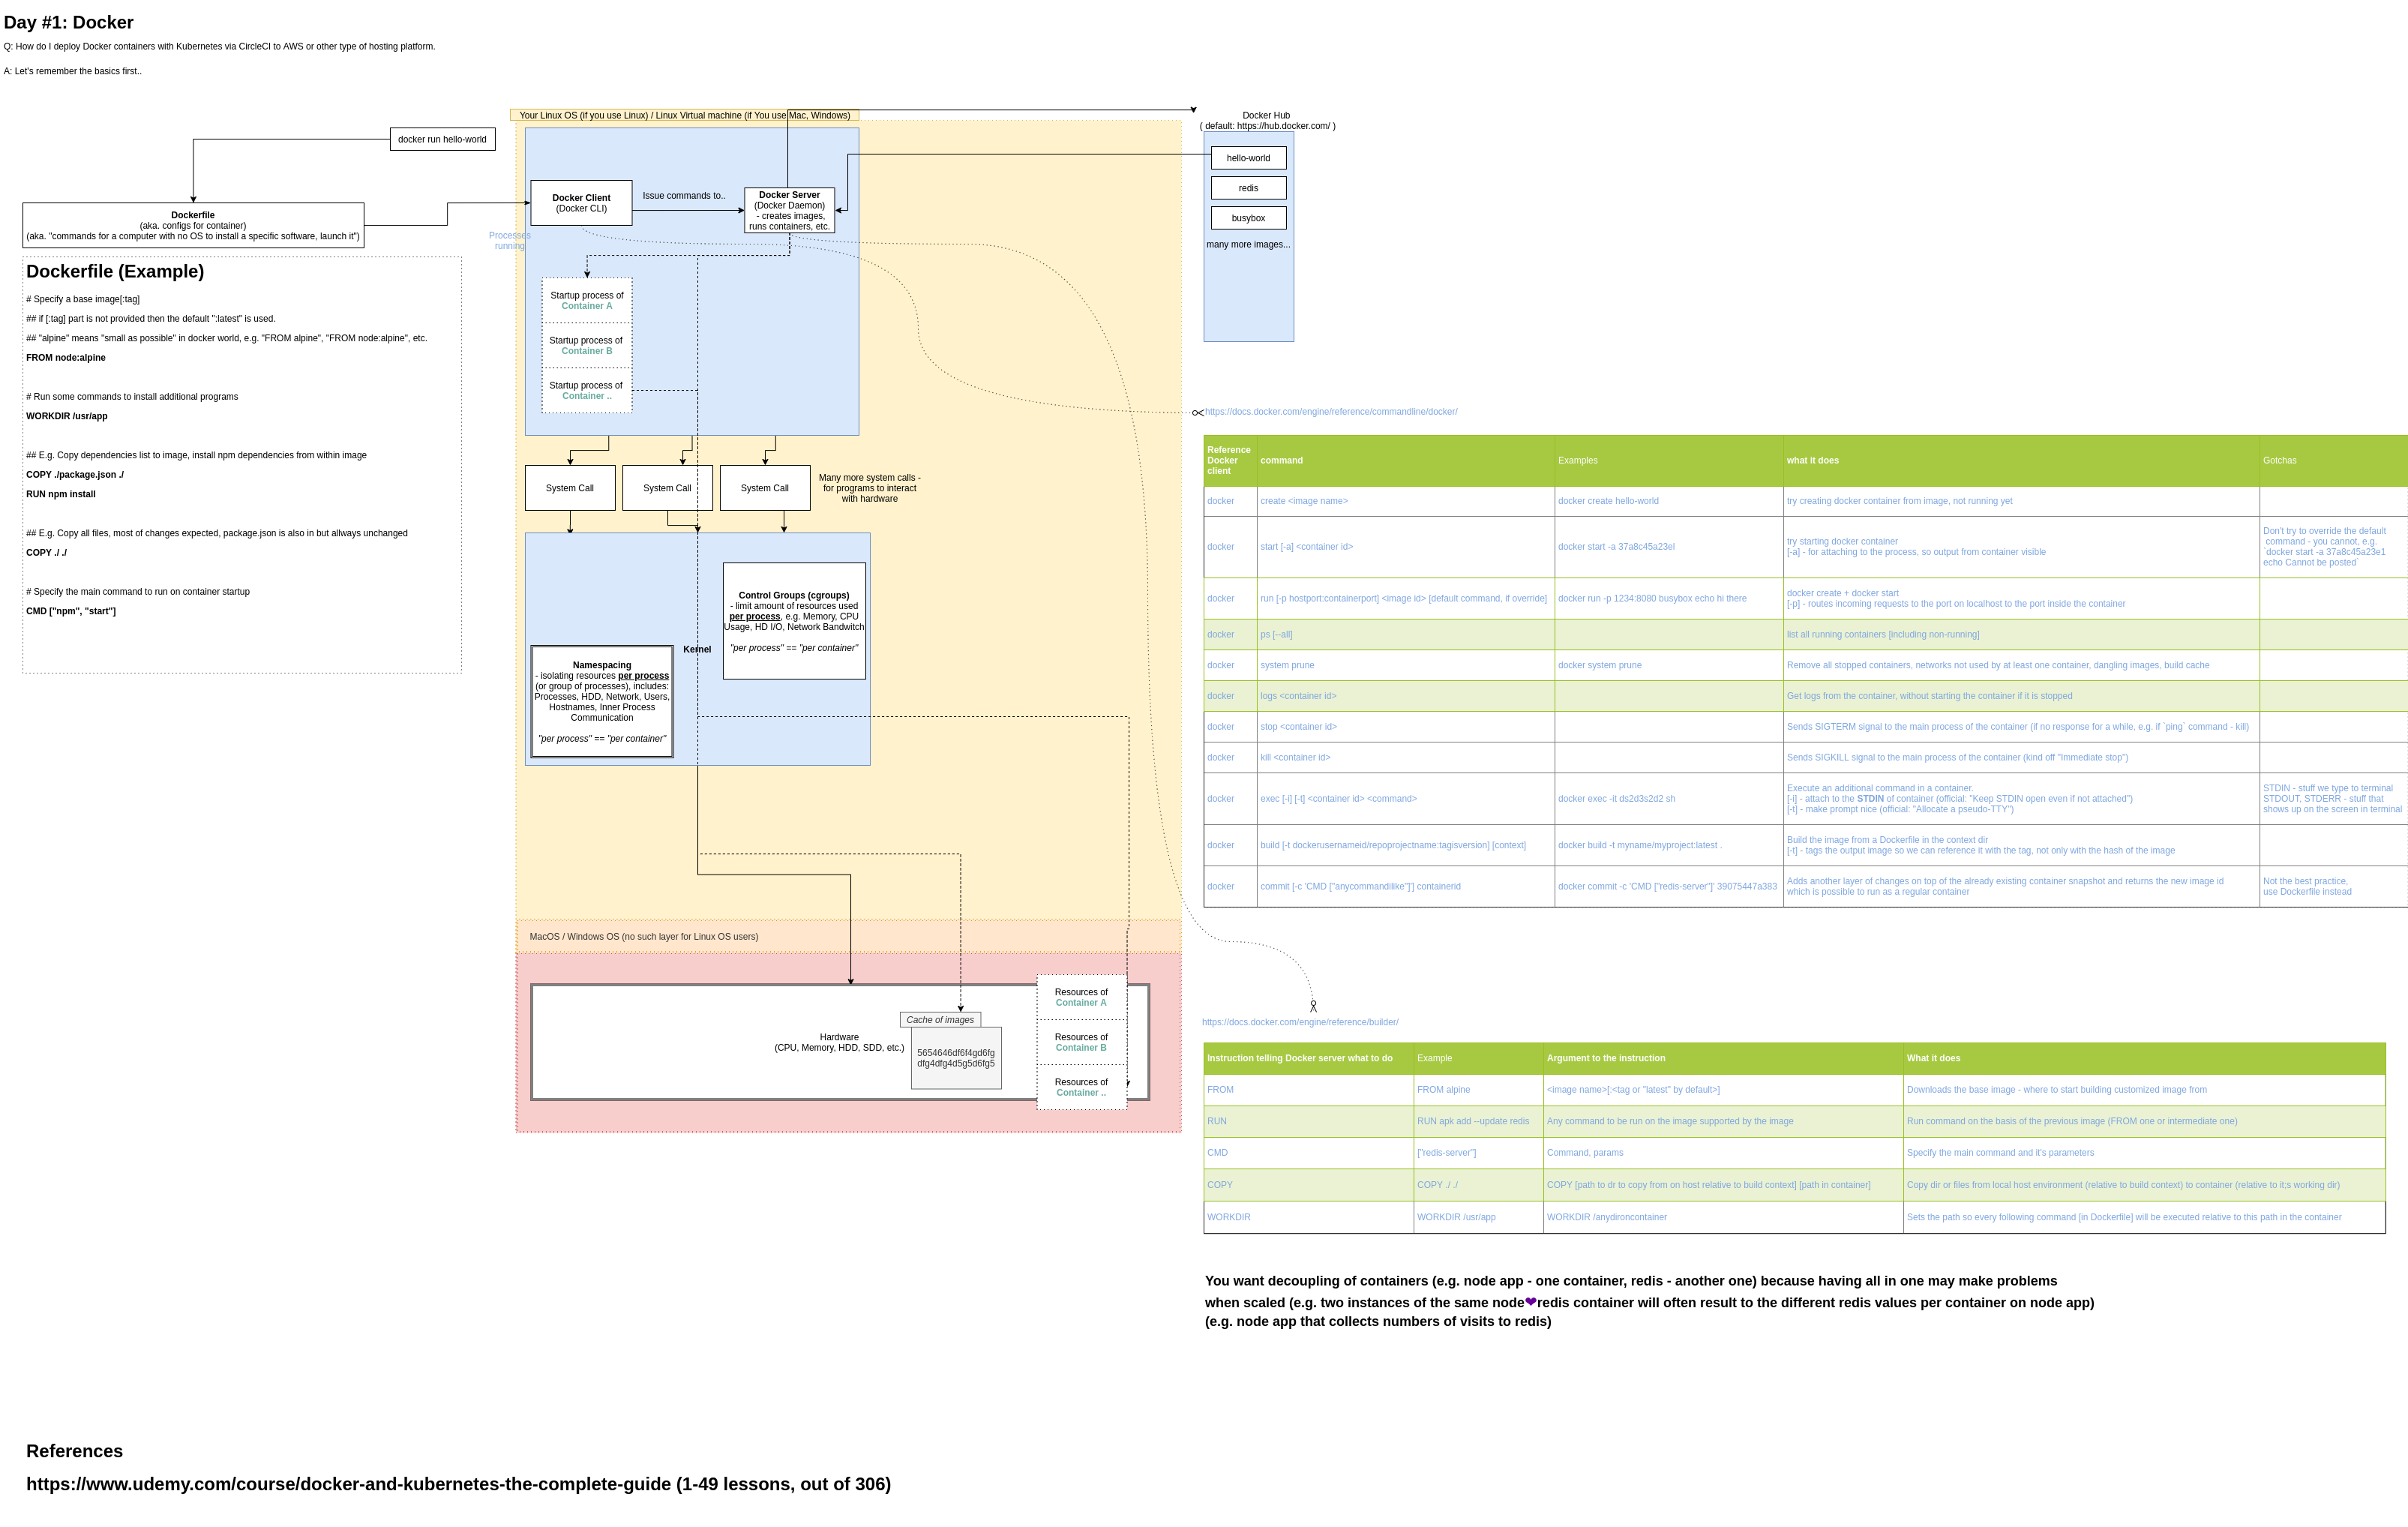 Day #1: Docker
Q: How do I deploy Docker containers with Kubernetes via CircleCI to AWS or other type of hosting platform.
A: Let's remember the basics first..
docker run hello-world
Dockerfile
(aka. configs for container)
(aka. "commands for a computer with no OS to install a specific software, launch it")
Dockerfile (Example)
# Specify a base image[:tag]
## if [:tag] part is not provided then the default ":latest" is used.
## "alpine" means "small as possible" in docker world, e.g. "FROM alpine", "FROM node:alpine", etc.
FROM node:alpine
# Run some commands to install additional programs
WORKDIR /usr/app
## E.g. Copy dependencies list to image, install npm dependencies from within image
COPY ./package.json ./
RUN npm install
## E.g. Copy all files, most of changes expected, package.json is also in but allways unchanged
COPY ./ ./
# Specify the main command to run on container startup
CMD ["npm", "start"]
Your Linux OS (if you use Linux) / Linux Virtual machine (if You use Mac, Windows)
Docker Client
(Docker CLI)
Issue commands to..
Docker Server
(Docker Daemon)
- creates images,
runs containers, etc.
Processes
running
Startup process of
Container A
Startup process of
Container B
Startup process of
Container ..
System Call
System Call
System Call
Many more system calls -
for programs to interact
with hardware
Control Groups (cgroups)
- limit amount of resources used
per process, e.g. Memory, CPU
Usage, HD I/O, Network Bandwitch
"per process" == "per container"
Kernel
Namespacing
- isolating resources per process
(or group of processes), includes:
Processes, HDD, Network, Users,
Hostnames, Inner Process
Communication
"per process" == "per container"
MacOS / Windows OS (no such layer for Linux OS users)
Hardware
(CPU, Memory, HDD, SDD, etc.)
Cache of images
5654646df6f4gd6fg
dfg4dfg4d5g5d6fg5
Resources of
Container A
Resources of
Container B
Resources of
Container ..
Docker Hub
( default: https://hub.docker.com/ )
hello-world
redis
busybox
many more images...
https://docs.docker.com/engine/reference/commandline/docker/
Reference Docker client	command	Examples	what it does	Gotchas
docker	create <image name>	docker create hello-world	try creating docker container from image, not running yet
docker	start [-a] <container id>	docker start -a 37a8c45a23el	try starting docker container
[-a] - for attaching to the process, so output from container visible
Don't try to override the default
command - you cannot, e.g.
`docker start -a 37a8c45a23e1
echo Cannot be posted`
docker	run [-p hostport:containerport] <image id> [default command, if override]	docker run -p 1234:8080 busybox echo hi there	docker create + docker start
[-p] - routes incoming requests to the port on localhost to the port inside the container
docker	ps [--all]	list all running containers [including non-running]
docker	system prune	docker system prune	Remove all stopped containers, networks not used by at least one container, dangling images, build cache
docker	logs <container id>	Get logs from the container, without starting the container if it is stopped
docker	stop <container id>	Sends SIGTERM signal to the main process of the container (if no response for a while, e.g. if `ping` command - kill)
docker	kill <container id>	Sends SIGKILL signal to the main process of the container (kind off "Immediate stop")
docker	exec [-i] [-t] <container id> <command>	docker exec -it ds2d3s2d2 sh	Execute an additional command in a container.
[-i] - attach to the STDIN of container (official: "Keep STDIN open even if not attached")
[-t] - make prompt nice (official: "Allocate a pseudo-TTY")
STDIN - stuff we type to terminal
STDOUT, STDERR - stuff that
shows up on the screen in terminal
docker	build [-t dockerusernameid/repoprojectname:tagisversion] [context]	docker build -t myname/myproject:latest .	Build the image from a Dockerfile in the context dir
[-t] - tags the output image so we can reference it with the tag, not only with the hash of the image
docker	commit [-c 'CMD ["anycommandilike"]'] containerid	docker commit -c 'CMD ["redis-server"]' 39075447a383	Adds another layer of changes on top of the already existing container snapshot and returns the new image id
which is possible to run as a regular container
Not the best practice,
use Dockerfile instead
https://docs.docker.com/engine/reference/builder/
Instruction telling Docker server what to do	Example	Argument to the instruction	What it does
FROM	FROM alpine	<image name>[:<tag or "latest" by default>]	Downloads the base image - where to start building customized image from
RUN	RUN apk add --update redis	Any command to be run on the image supported by the image	Run command on the basis of the previous image (FROM one or intermediate one)
CMD	["redis-server"]	Command, params	Specify the main command and it's parameters
COPY	COPY ./ ./	COPY [path to dr to copy from on host relative to build context] [path in container]	Copy dir or files from local host environment (relative to build context) to container (relative to it;s working dir)
WORKDIR	WORKDIR /usr/app	WORKDIR /anydironcontainer	Sets the path so every following command [in Dockerfile] will be executed relative to this path in the container
You want decoupling of containers (e.g. node app - one container, redis - another one) because having all in one may make problems
when scaled (e.g. two instances of the same node❤redis container will often result to the different redis values per container on node app)
(e.g. node app that collects numbers of visits to redis)
References
https://www.udemy.com/course/docker-and-kubernetes-the-complete-guide (1-49 lessons, out of 306)